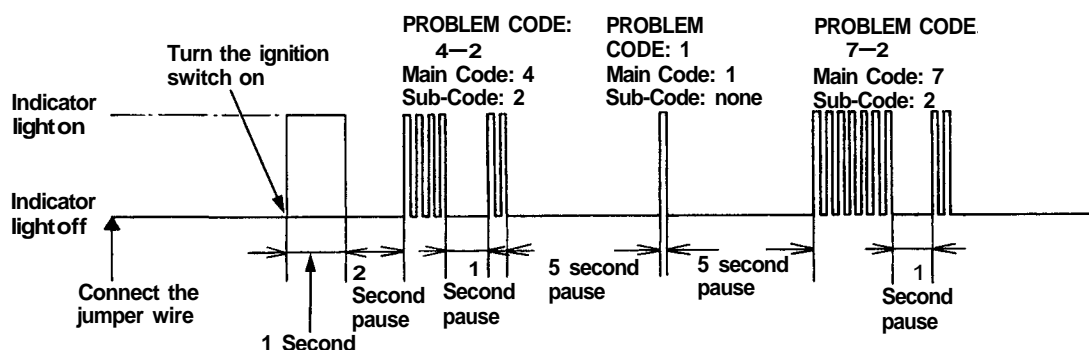 PROBLEM CODE:
4-2
Main Code: 4
Sub-Code: 2
PROBLEM
CODE: 1
Main Code: 1
Sub-Code: none
PROBLEM CODE
7-2
Main Code: 7
Sub-Code: 2
Turn the ignition
switch on
Indicator
light on
Indicator
light off
Connect the
jumper wire
1 Second
2
Second
pause
1
Second
pause
5 second
pause
5 second
pause
1
Second
pause